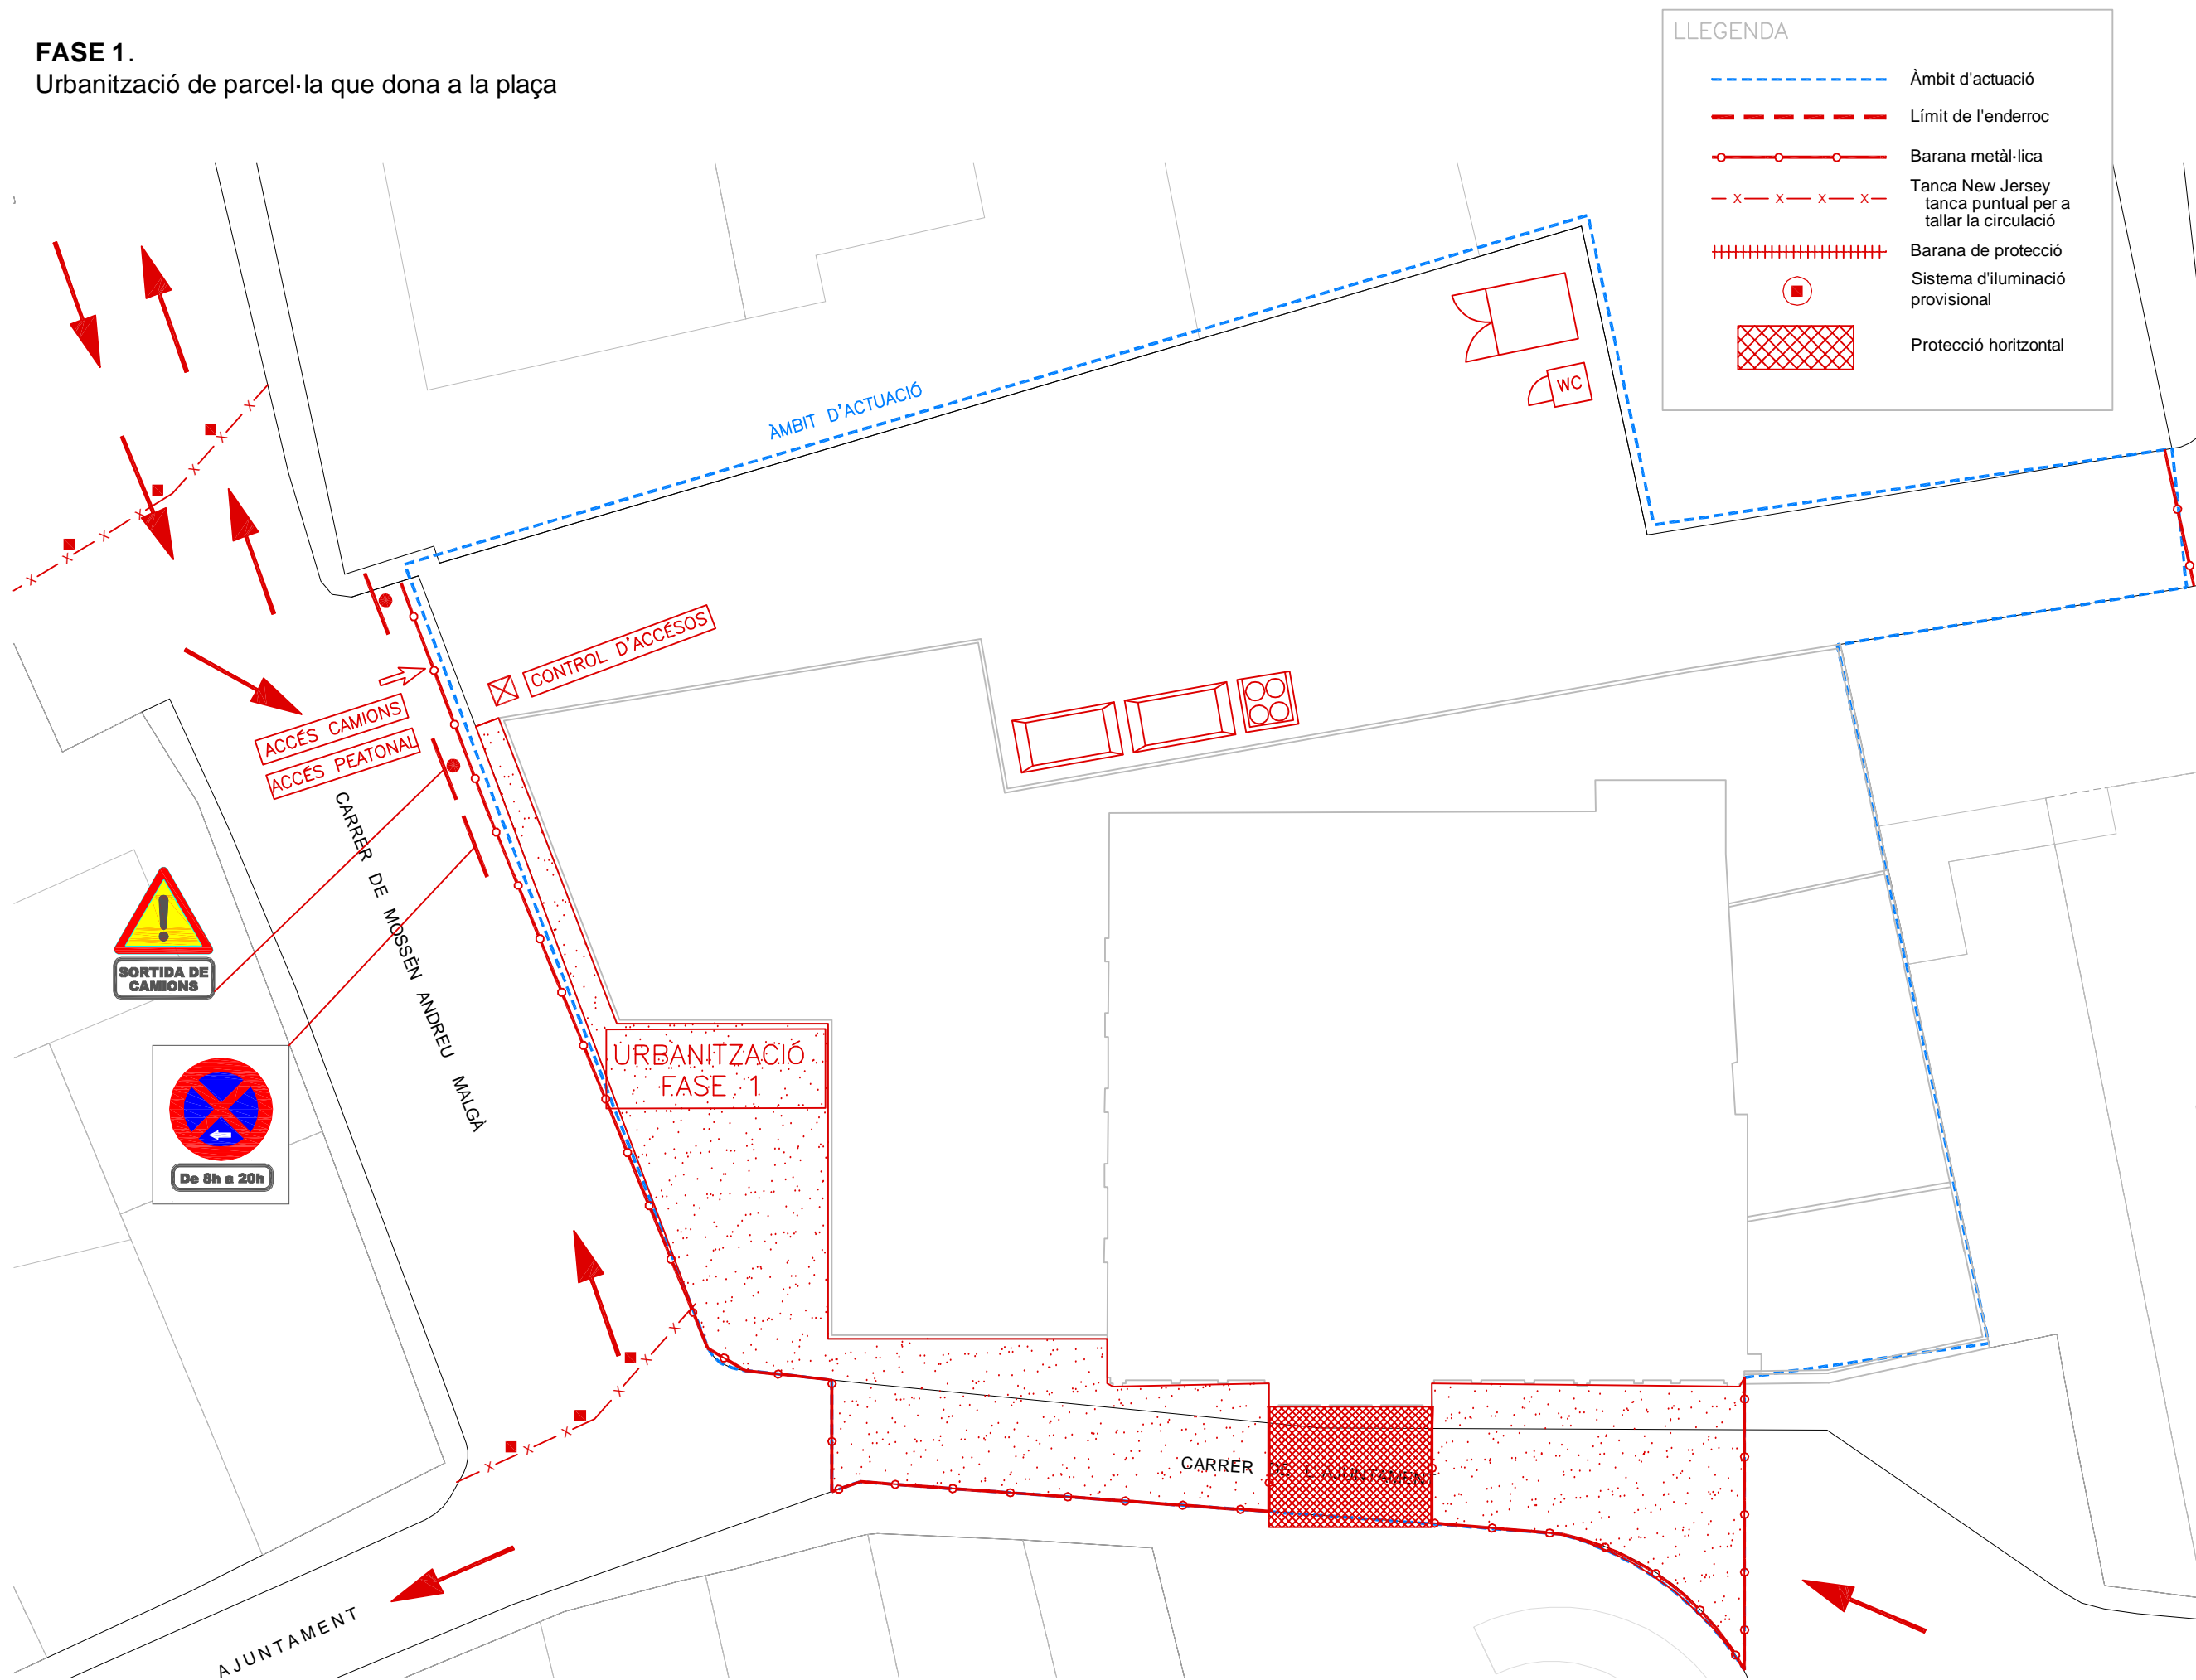 FASE 1.
Urbanització de parcel·la que dona a la plaça
LLEGENDA
Àmbit d'actuació
Límit de l'enderroc
Barana metàl·lica
Tanca New Jersey
tanca puntual per a
tallar la circulació
Barana de protecció
Sistema d'iluminació
provisional
Protecció horitzontal
ÀMBIT D'ACTUACIÓ
WC
CONTROL D'ACCÉSOS
ACCÉS CAMIONS
ACCÉS PEATONAL
CARRER DE MOSSÈN ANDREU MALGÀ
SORTIDA DE
CAMIONS
De 8h a 20h
URBANITZACIÓ
FASE 1
CARRER DE L'AJUNTAMENT
AJUNTAMENT